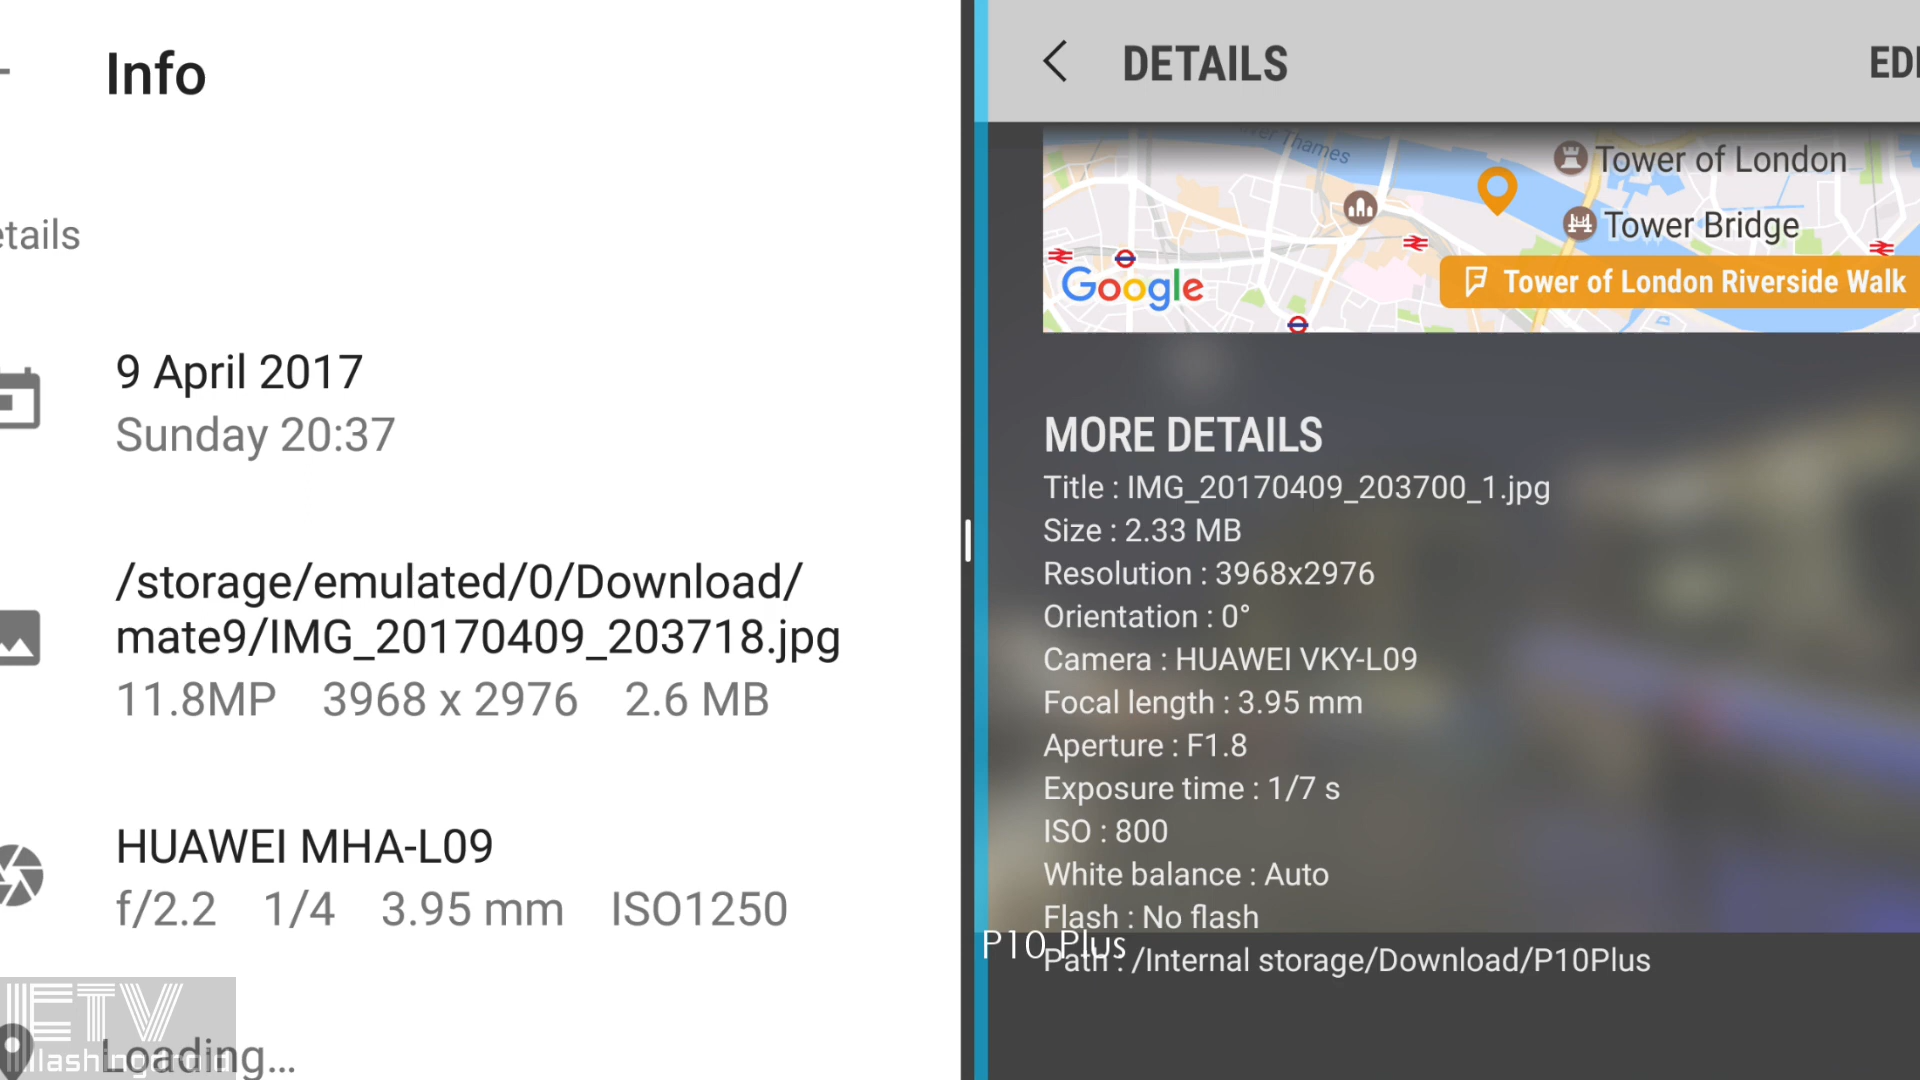 Info
etails
9 April 2017
Sunday 20:37
/storage/emulated/0/Download/
mate9/IMG_20170409_203718.jpg
11.8MP 3968 x 2976 2.6 MB
HUAWEI MHA-L09
f/2.2 1/4 3.95 mm ISO1250
Loading...
ETV
DETAILS
EDI
Thames
Tower of London
Tower Bridge
Google
Tower of London Riverside Walk
MORE DETAILS
Title : IMG_20170409_203700_1.jpg
Size : 2.33 MB
Resolution : 3968x2976
Orientation : 0°
Camera : HUAWEI VKY-L09
Focal length : 3.95 mm
Aperture : F1.8
Exposure time : 1/7 s
ISO : 800
White balance : Auto
Flash : No flash
P10 Plus
Path : /Internal storage/Download/P10Plus